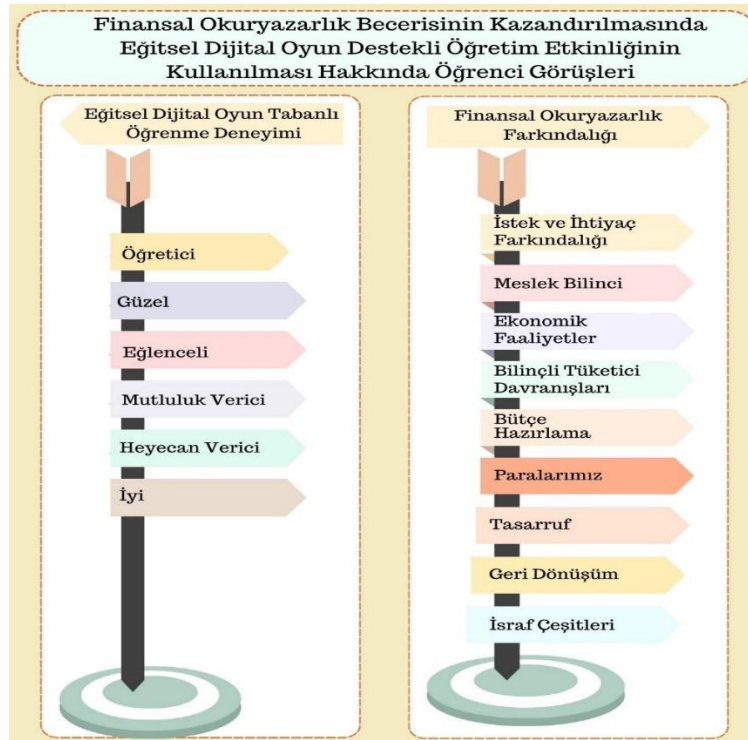 Finansal Okuryazarlık Becerisinin Kazandırılmasında
Eğitsel Dijital Oyun Destekli Öğretim Etkinliğinin
Kullanılması Hakkında Öğrenci Görüşleri
Eğitsel Dijital Oyun Tabanlı
Öğrenme Deneyimi
Öğretici
Güzel
Eğlenceli
Mutluluk Verici
Heyecan Verici
İyi
Finansal Okuryazarlık
Farkındalığı
İstek ve İhtiyaç
Farkındalığı
Meslek Bilinci
Ekonomik
Faaliyetler
Bilinçli Tüketici
Davranışları
Bütçe
Hazırlama
Paralarımız
Tasarruf
Geri Dönüşüm
İsraf Çeşitleri